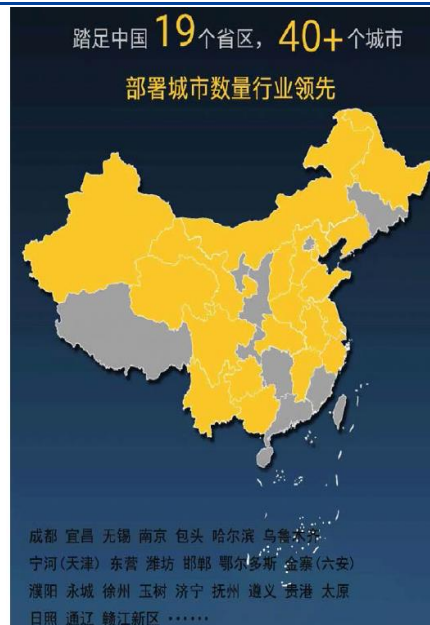 踏足中国 19个省区，40+个城市
部署城市数量行业领先
成都 宜昌 无锡 南京 包头 哈尔滨 乌鲁木齐
宁河(天津) 东营 潍坊 邯郸 鄂尔多斯 金寨(六安)
濮阳 永城 徐州 玉树 济宁 抚州 遵义 贵港 太原
日照 通辽 赣江新区 ······